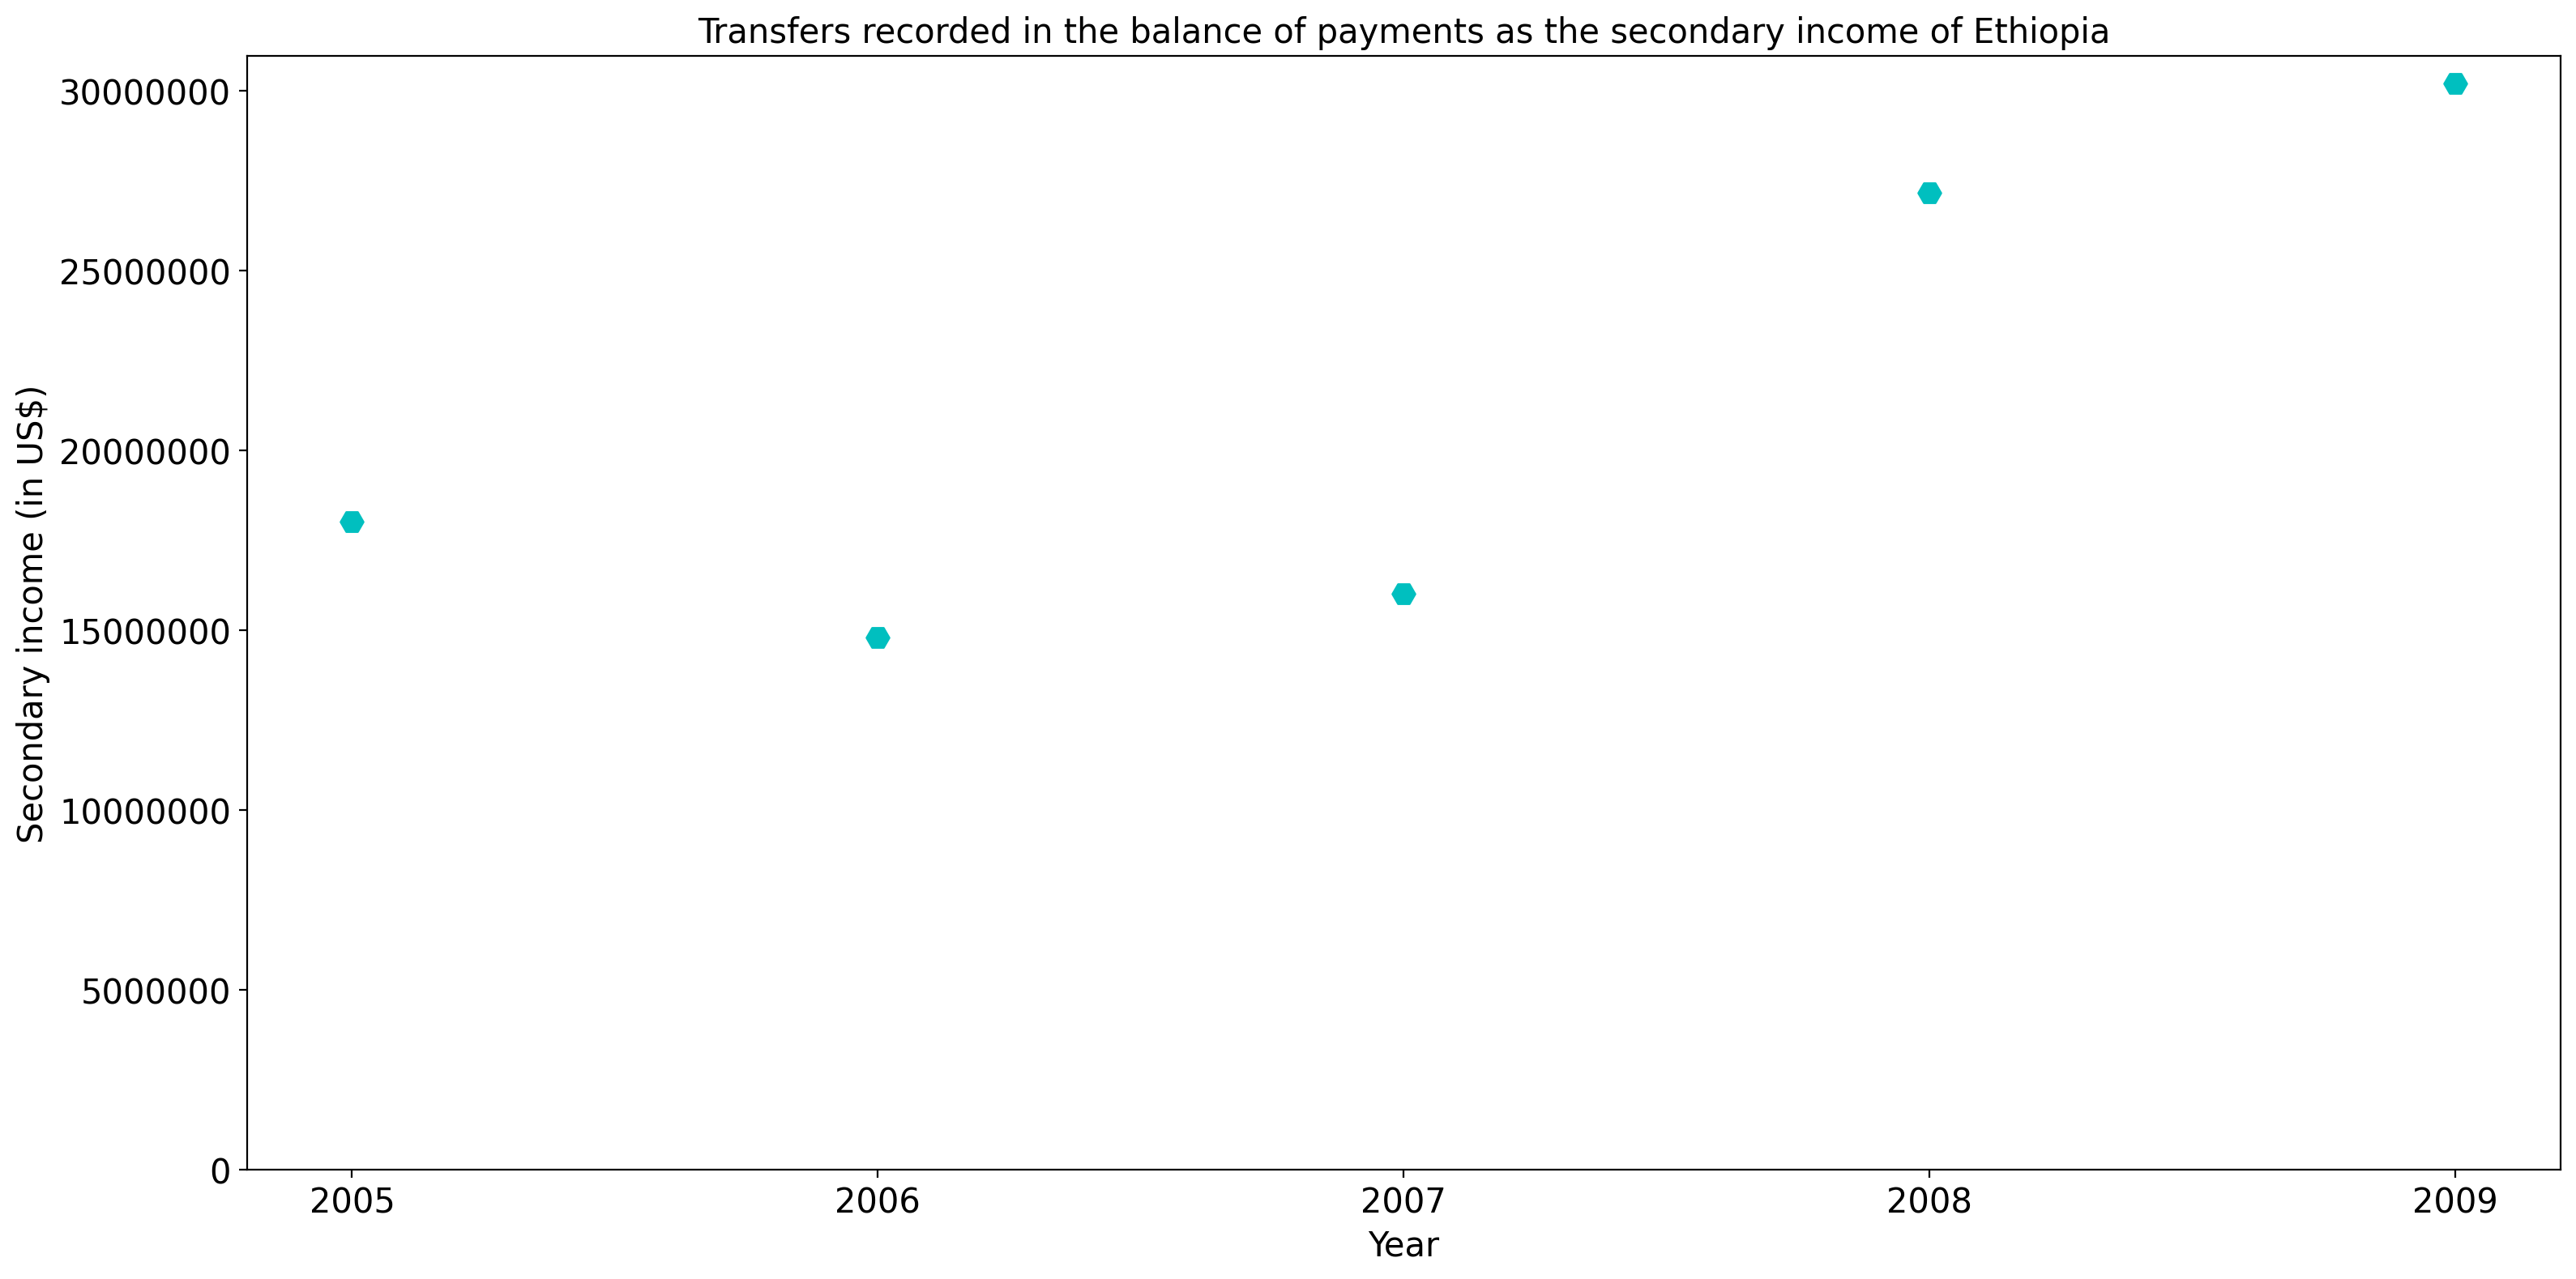 Transfers recorded in the balance of payments as the secondary income of Ethiopia
Secondary income (in US$)
30000000
25000000
20000000
15000000
10000000
5000000
0
2005 2006 2007 2008 2009
Year